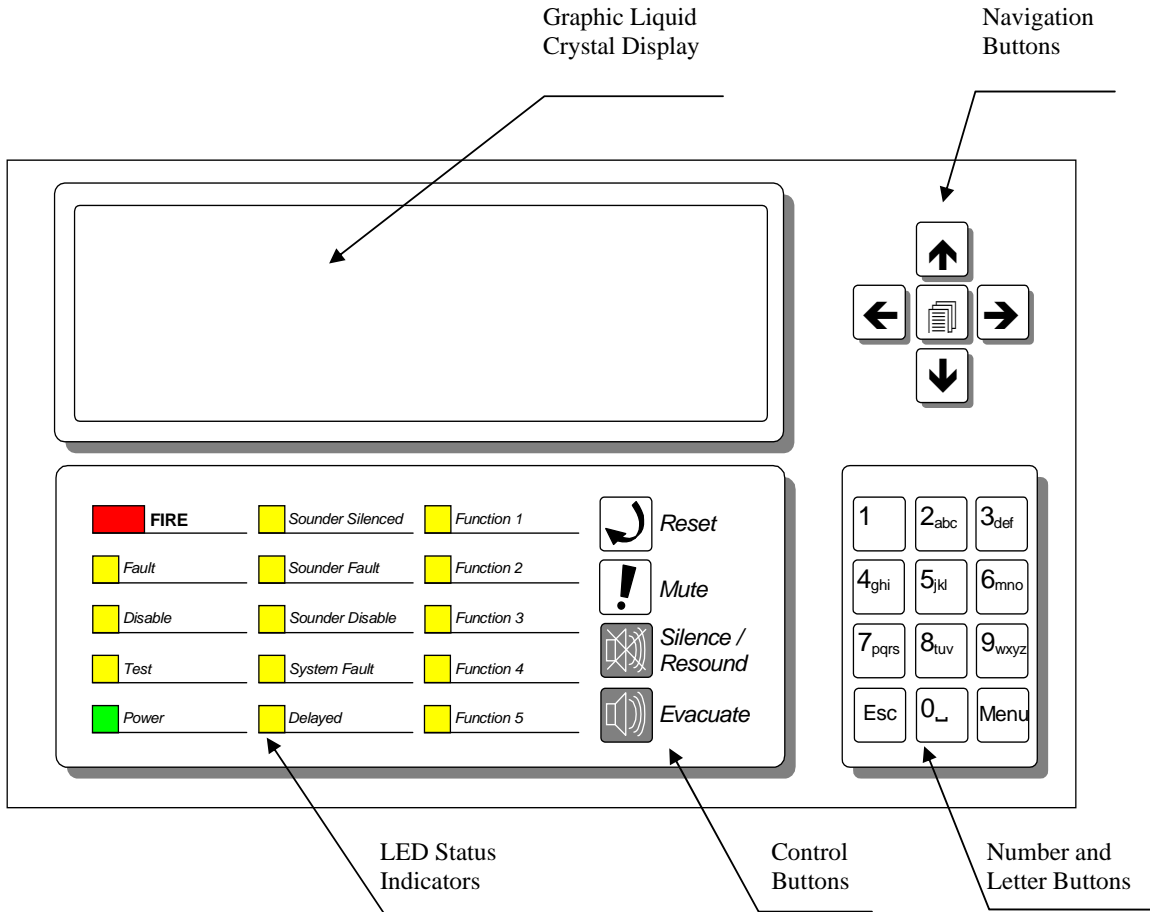 Graphic Liquid
Crystal Display
Navigation
Buttons
FIRE
Sounder Silenced
Function 1
Reset
Fault
Sounder Fault
Function 2
Mute
Disable
Sounder Disable
Function 3
Silence /
Resound
Test
System Fault
Function 4
Power
Delayed
Function 5
Evacuate
1
2abc
3def
4ghi
5jkl
6mno
7pqrs
8tuv
9wxyz
Esc
0
Menu
LED Status
Indicators
Control
Buttons
Number and
Letter Buttons